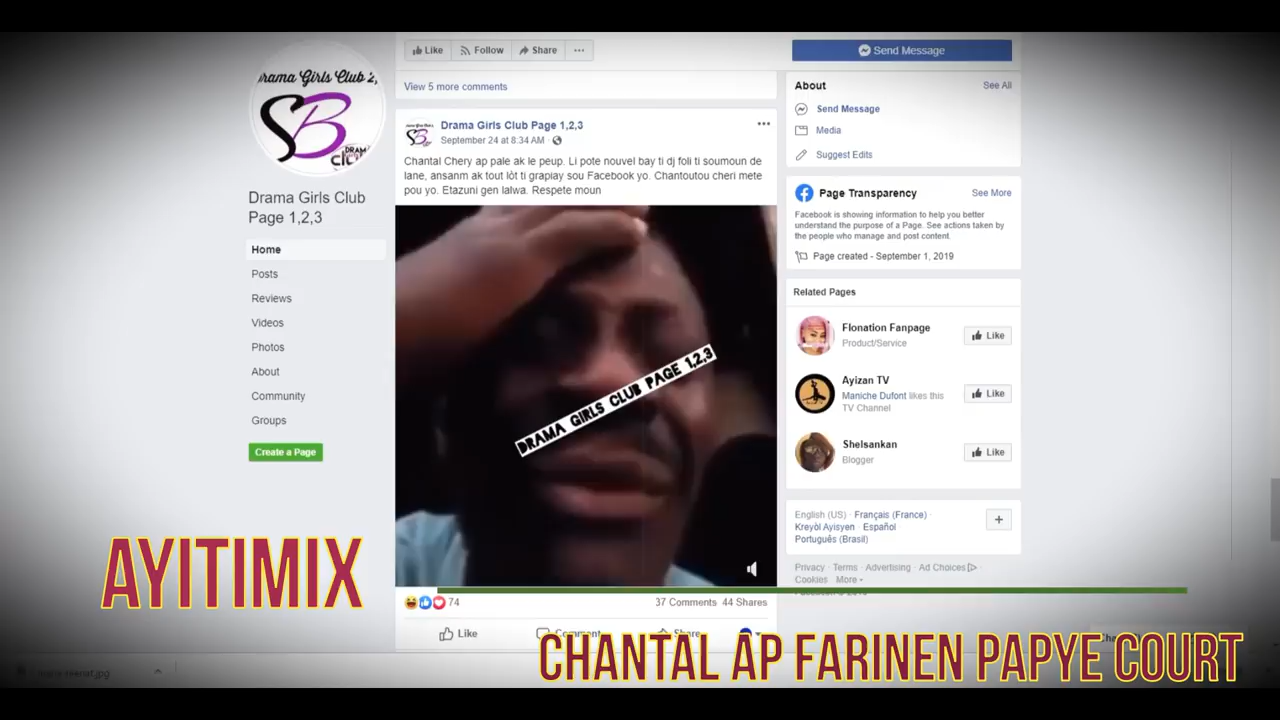 Drama Girls Club
SB
DRAMA
club
Drama Girls Club
Page 1,2,3
Home
Posts
Reviews
Videos
Photos
About
Community
Groups
Create a Page
Like
Follow
Share
View 5 more comments
Drama Girls Club Page 1,2,3
September 24 at 8:34 AM ·
Chantal Chery ap pale ak le peup. Li pote nouvel bay ti dj foli ti soumoun de
lane, ansanm ak tout lòt ti grapiay sou Facebook yo. Chantoutou cheri mete
pou yo. Etazuni gen lalwa. Respete moun
DRAMA GIRLS CLUB PAGE 1,2,3
74
37 Comments 44 Shares
Like
Comment
Share
Send Message
About
See All
Send Message
Media
Suggest Edits
Page Transparency
See More
Facebook is showing information to help you better
understand the purpose of a Page. See actions taken
by the people who manage and post content.
Page created - September 1, 2019
Related Pages
Flonation Fanpage
Product/Service
Like
Ayizan TV
Maniche Dufont likes this
TV Channel
Like
Shelsankan
Blogger
Like
English (US) · Français (France) ·
Kreyòl Ayisyen · Español ·
Português (Brasil)
Privacy · Terms · Advertising · Ad Choices ·
Cookies · More
AYITIMIX
CHANTAL AP FARINEN PAPYE COURT